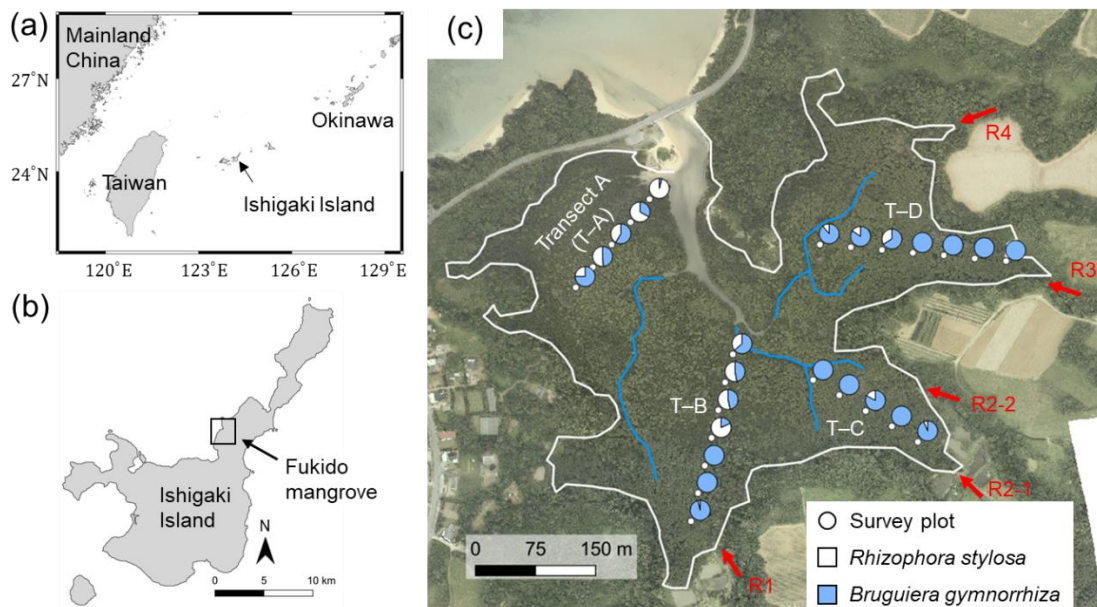 (a)
Mainland
China
27°N
Okinawa
24°N
Taiwan
Ishigaki Island
120°E
123°E
126°E
129°E
(b)
Ishigaki
Island
Fukido
mangrove
N
0
5
10 km
(c)
R4
Transect A
(T–A)
T–D
R3
T–B
R2-2
T–C
R2-1
R1
0
75
150 m
Survey plot
Rhizophora stylosa
Bruguiera gymnorrhiza